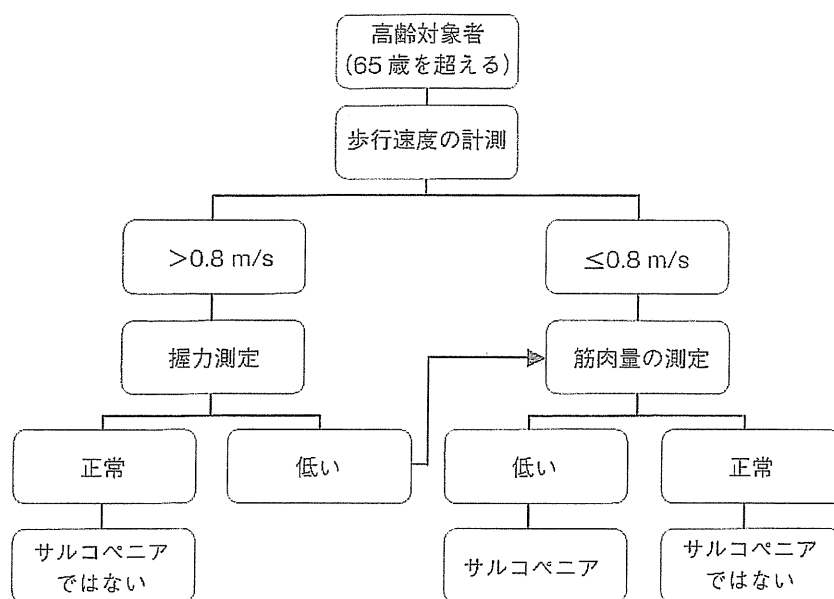 高齢対象者
(65 歳を超える)
歩行速度の計測
>0.8 m/s
≤0.8 m/s
握力測定
筋肉量の測定
正常
低い
低い
正常
サルコペニア
ではない
サルコペニア
サルコペニア
ではない